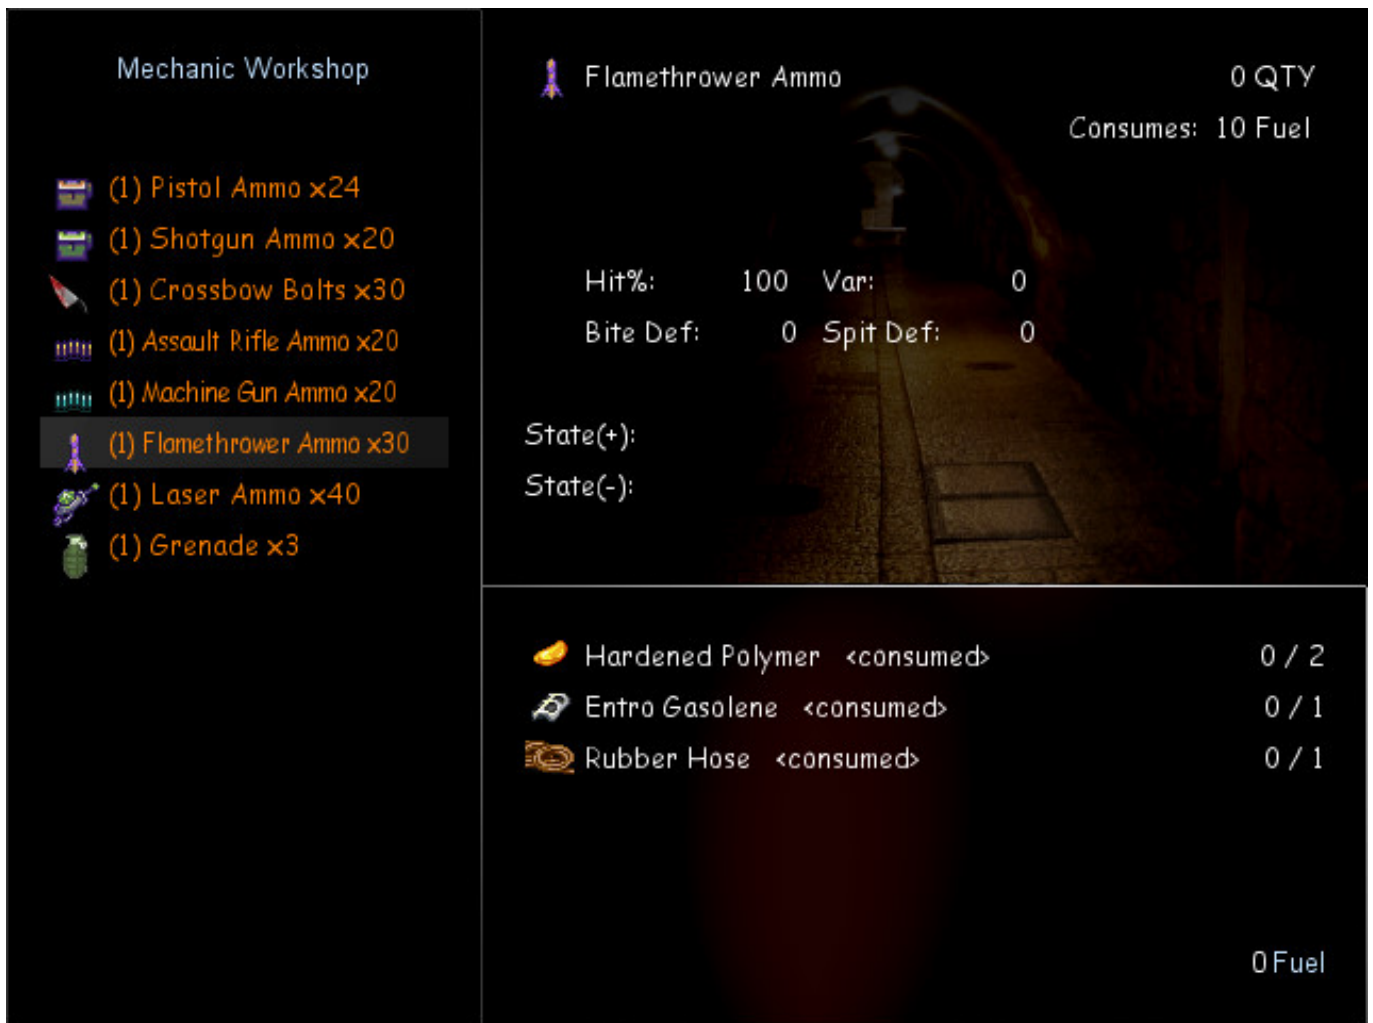 Mechanic Workshop
(1) Pistol Ammo x24
(1) Shotgun Ammo x20
(1) Crossbow Bolts x30
(1) Assault Rifle Ammo x20
(1) Machine Gun Ammo x20
(1) Flamethrower Ammo x30
(1) Laser Ammo x40
(1) Grenade x3
Flamethrower Ammo 0 QTY
Consumes: 10 Fuel
Hit%: 100 Var: 0
Bite Def: 0 Spit Def: 0
State(+):
State(-):
Hardened Polymer <consumed> 0 / 2
Entro Gasolene <consumed> 0 / 1
Rubber Hose <consumed> 0 / 1
0 Fuel